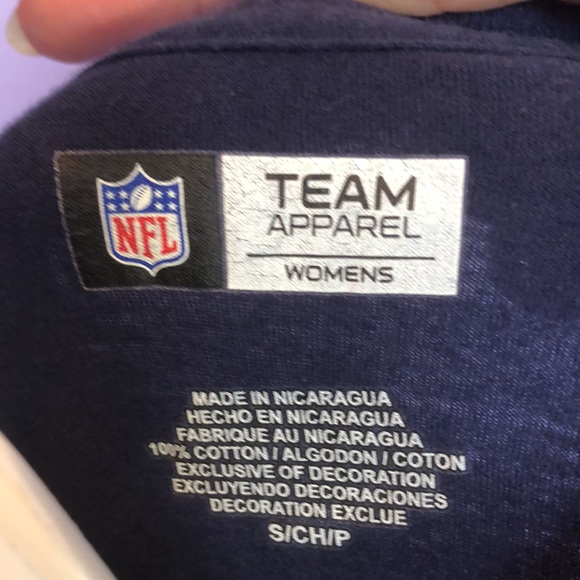 NFL
TEAM
APPAREL
WOMENS
MADE IN NICARAGUA
HECHO EN NICARAGUA
FABRIQUE AU NICARAGUA
100% COTTON / ALGODON / COTON
EXCLUSIVE OF DECORATION
EXCLUYENDO DECORACIONES
DECORATION EXCLUE
S/CH/P